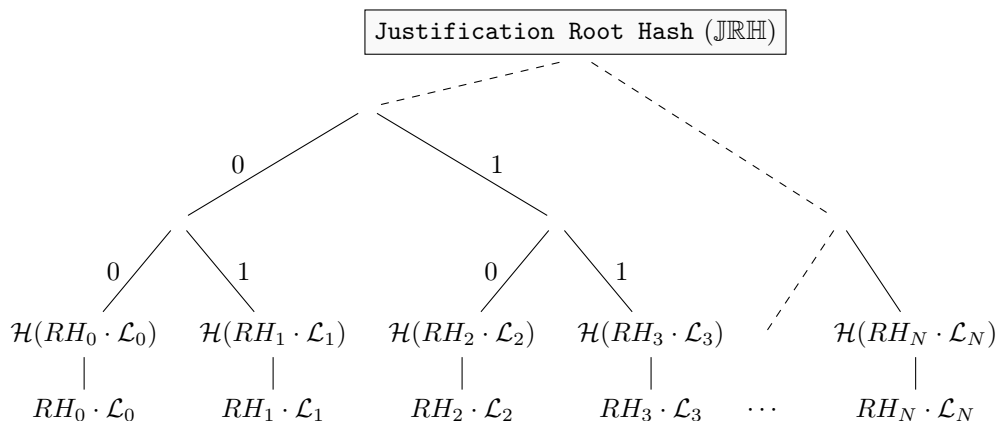 Justification Root Hash (𝕁ℝℍ)
0 1
0 1 0 1
ℋ(RH₀ · ℒ₀) ℋ(RH₁ · ℒ₁) ℋ(RH₂ · ℒ₂) ℋ(RH₃ · ℒ₃) ℋ(RH_N · ℒ_N)
RH₀ · ℒ₀ RH₁ · ℒ₁ RH₂ · ℒ₂ RH₃ · ℒ₃ ⋯ RH_N · ℒ_N